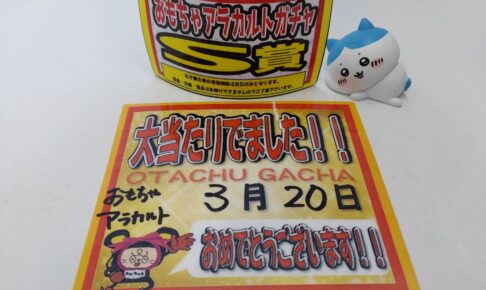 おもちゃアラカルトガチャ
S賞
大当たりでました!!
OTACHU GACHA
3月20日
おもちゃ
アラカルト
おめでとうございます!!